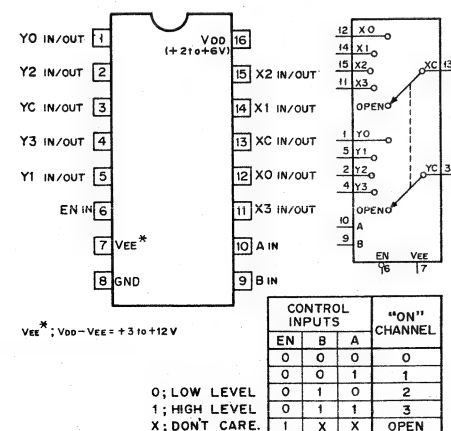 Y0 IN/OUT 1
Y2 IN/OUT 2
YC IN/OUT 3
Y3 IN/OUT 4
Y1 IN/OUT 5
EN IN 6
7 VEE*
8 GND
VDD 16
(+2 to +6V)
15 X2 IN/OUT
14 X1 IN/OUT
13 XC IN/OUT
12 X0 IN/OUT
11 X3 IN/OUT
10 A IN
9 B IN
12 X0
14 X1
15 X2
11 X3
XC 13
OPEN
1 Y0
5 Y1
2 Y2
4 Y3
YC 3
OPEN
10 A
9 B
EN VEE
6 7
VEE*; VDD-VEE = +3 to +12 V
0; LOW LEVEL
1; HIGH LEVEL
X; DON'T CARE.
CONTROL INPUTS "ON" CHANNEL
EN B A
0 0 0 0
0 0 1 1
0 1 0 2
0 1 1 3
1 X X OPEN